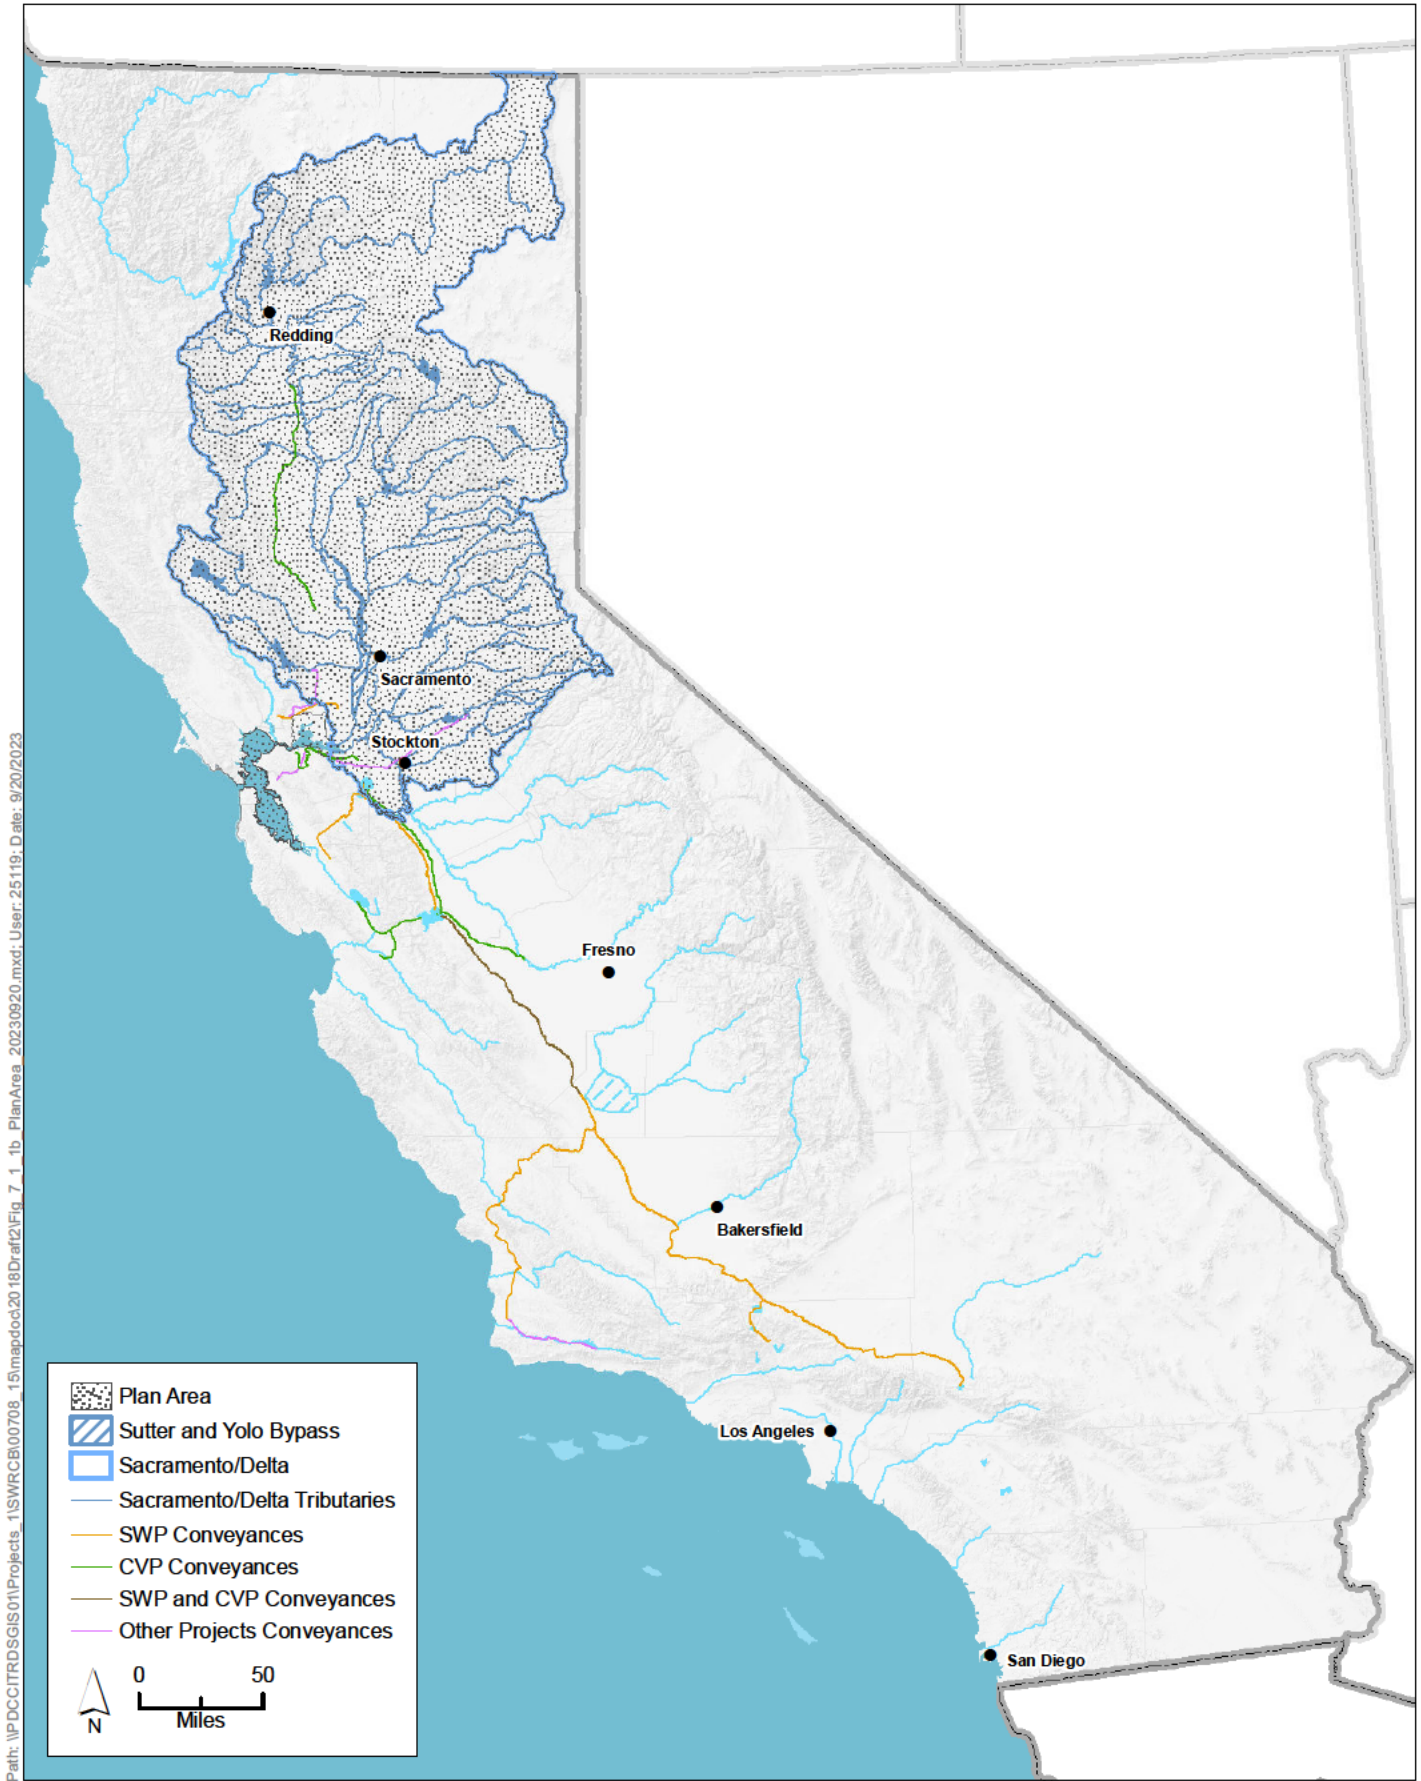 Redding
Sacramento
Stockton
Fresno
Bakersfield
Los Angeles
San Diego
Plan Area
Sutter and Yolo Bypass
Sacramento/Delta
Sacramento/Delta Tributaries
SWP Conveyances
CVP Conveyances
SWP and CVP Conveyances
Other Projects Conveyances
0 50
Miles
N
Path: \\PDCCITRDSGIS01\Projects_1\SWRCB\00708_15\mapdoc\2018Draft2\Fig_7_1_1b_PlanArea_20230920.mxd; User: 25119; Date: 9/20/2023